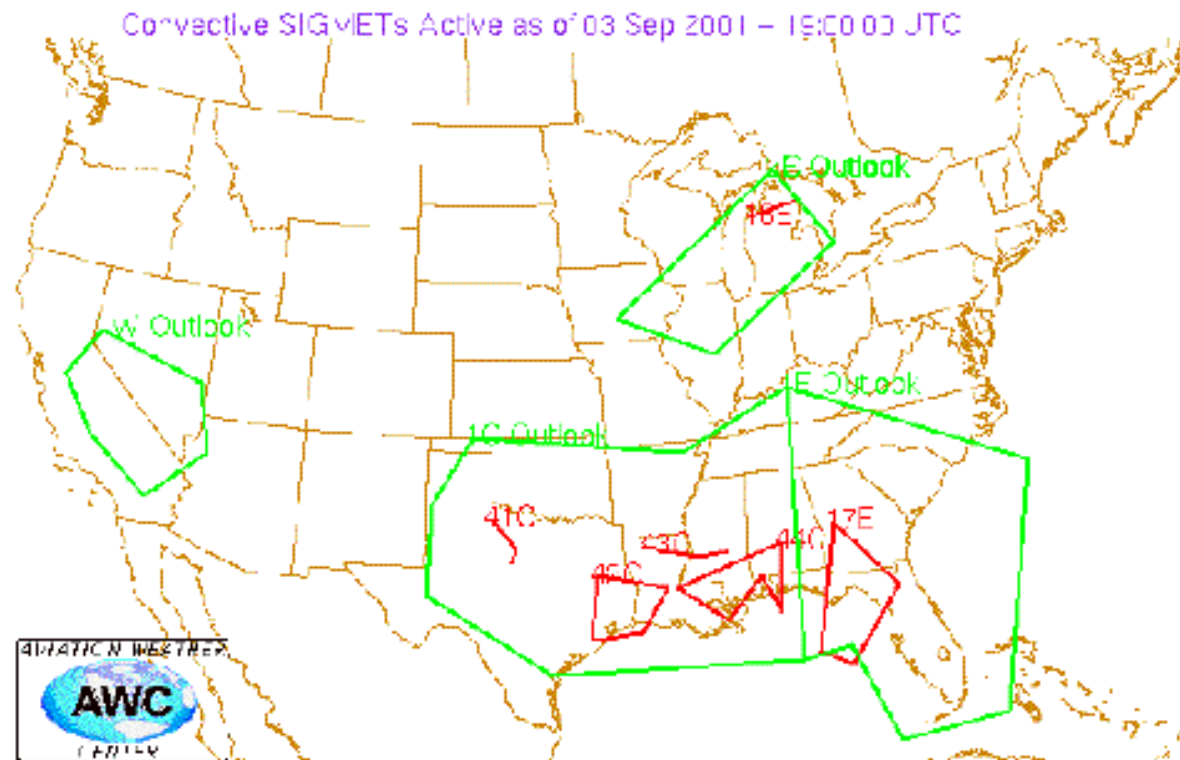 Convective SIGMETs Active as of 03 Sep 2001 – 19:00:00 UTC
Outlook
16E
W Outlook
E Outlook
1C Outlook
41C
17E
43C
44C
42C
AVIATION WEATHER
AWC
CENTER